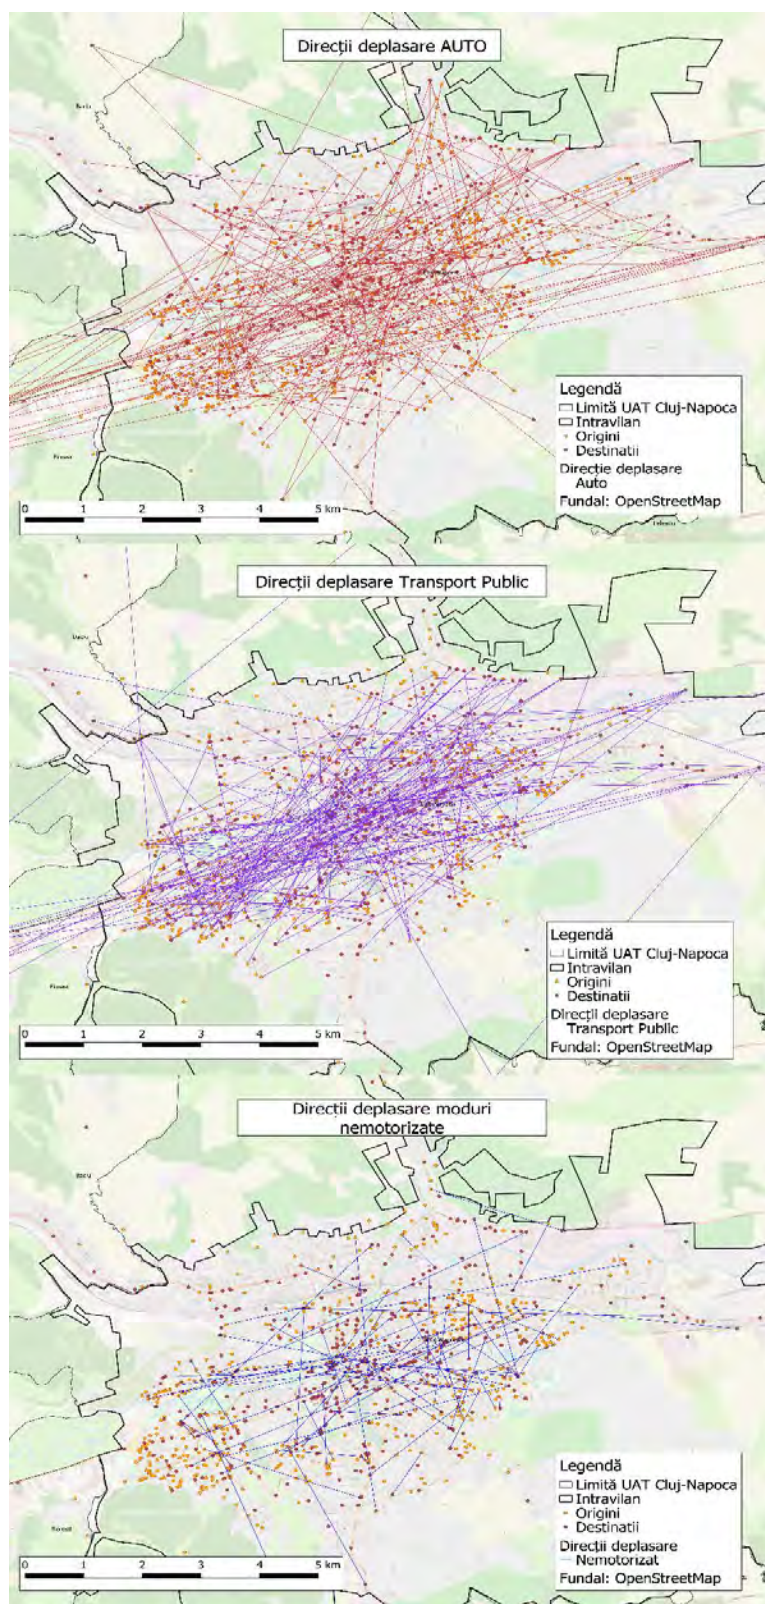 Direcții deplasare AUTO
Legendă
Limită UAT Cluj-Napoca
Intravilan
Origini
Destinatii
Direcție deplasare
Auto
Fundal: OpenStreetMap
0 1 2 3 4 5 km
Direcții deplasare Transport Public
Legendă
Limită UAT Cluj-Napoca
Intravilan
Origini
Destinatii
Direcții deplasare
Transport Public
Fundal: OpenStreetMap
0 1 2 3 4 5 km
Direcții deplasare moduri
nemotorizate
Legendă
Limită UAT Cluj-Napoca
Intravilan
Origini
Destinatii
Direcții deplasare
Nemotorizat
Fundal: OpenStreetMap
0 1 2 3 4 5 km